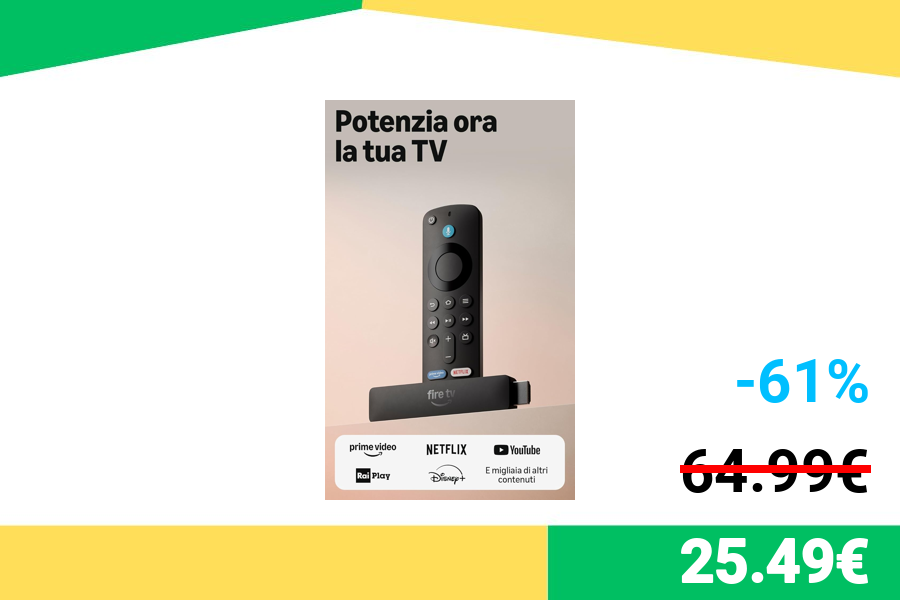 Potenzia ora
la tua TV
fire tv
NETFLIX
prime video
NETFLIX
YouTube
Rai Play
Disney+
E migliaia di altri
contenuti
-61%
64.99€
25.49€